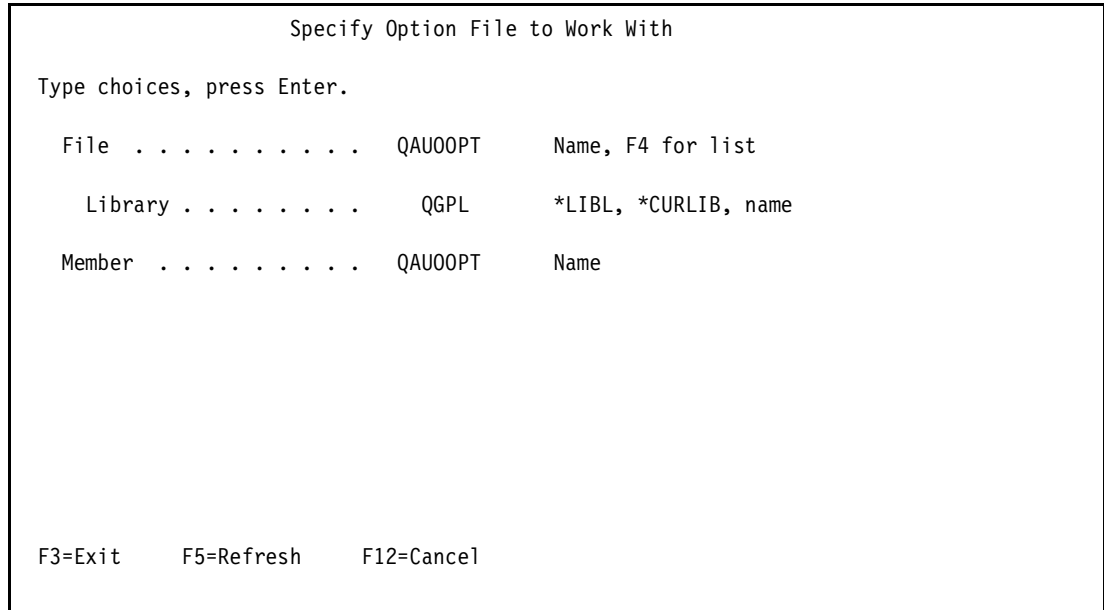 Specify Option File to Work With
Type choices, press Enter.
File . . . . . . . . . . QAUOOPT Name, F4 for list
Library . . . . . . . . QGPL *LIBL, *CURLIB, name
Member . . . . . . . . . QAUOOPT Name
F3=Exit F5=Refresh F12=Cancel